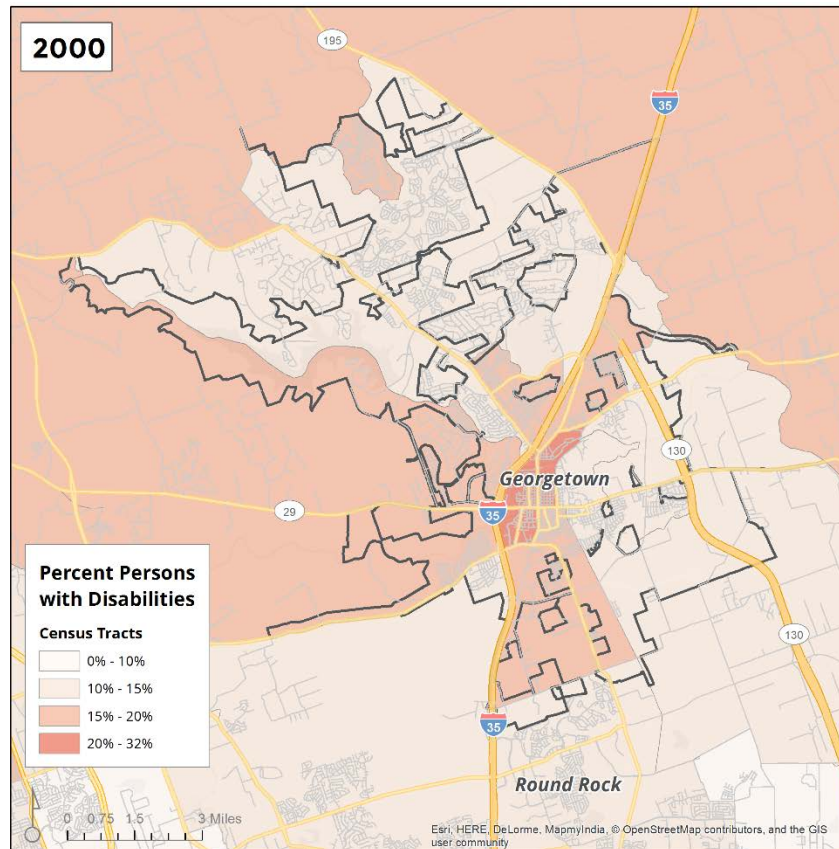 2000
195
35
130
Georgetown
29
35
130
35
Round Rock
Percent Persons
with Disabilities
Census Tracts
0% - 10%
10% - 15%
15% - 20%
20% - 32%
0 0.75 1.5 3 Miles
Esri, HERE, DeLorme, MapmyIndia, © OpenStreetMap contributors, and the GIS
user community